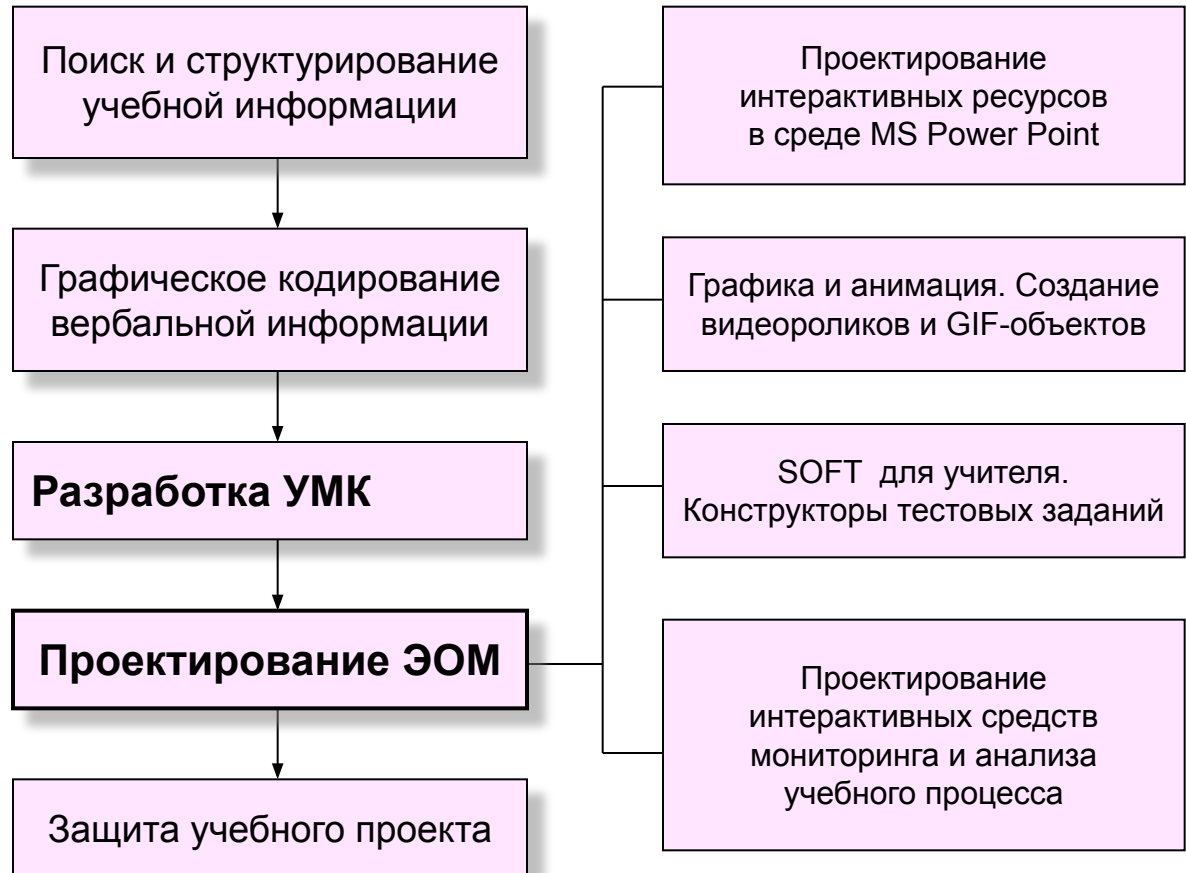 Поиск и структурирование
учебной информации
Графическое кодирование
вербальной информации
Разработка УМК
Проектирование ЭОМ
Защита учебного проекта
Проектирование
интерактивных ресурсов
в среде MS Power Point
Графика и анимация. Создание
видеороликов и GIF-объектов
SOFT для учителя.
Конструкторы тестовых заданий
Проектирование
интерактивных средств
мониторинга и анализа
учебного процесса